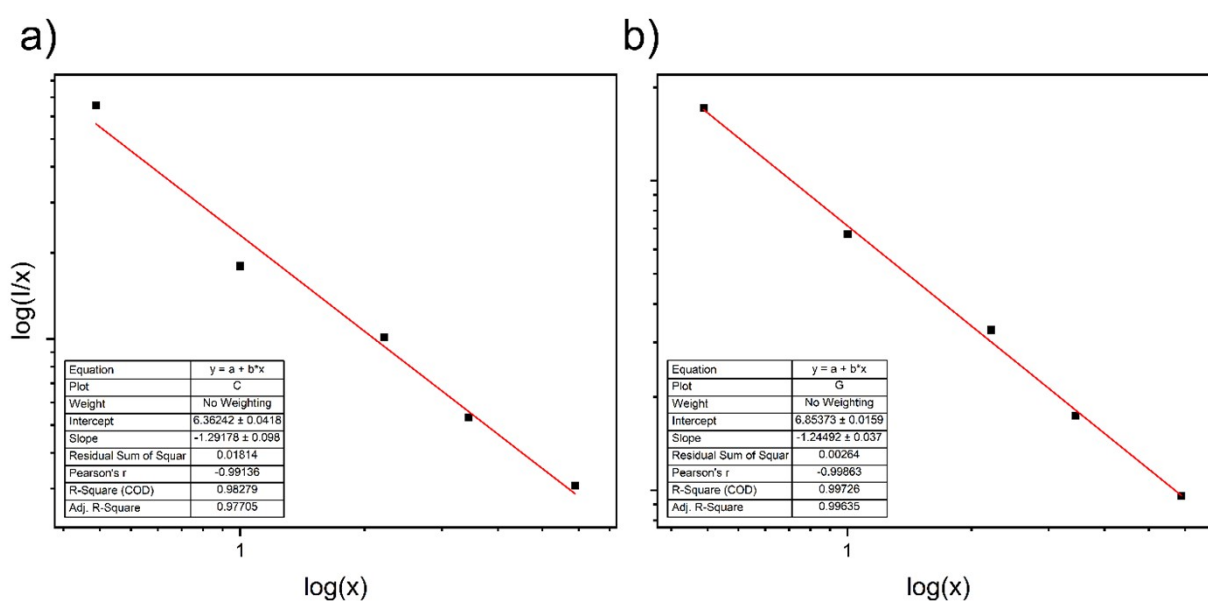 a)
log(I/x)
Equation y = a + b*x
Plot C
Weight No Weighting
Intercept 6.36242 ± 0.0418
Slope -1.29178 ± 0.098
Residual Sum of Squar 0.01814
Pearson's r -0.99136
R-Square (COD) 0.98279
Adj. R-Square 0.97705
1
log(x)
b)
Equation y = a + b*x
Plot G
Weight No Weighting
Intercept 6.85373 ± 0.0159
Slope -1.24492 ± 0.037
Residual Sum of Squar 0.00264
Pearson's r -0.99863
R-Square (COD) 0.99726
Adj. R-Square 0.99635
1
log(x)